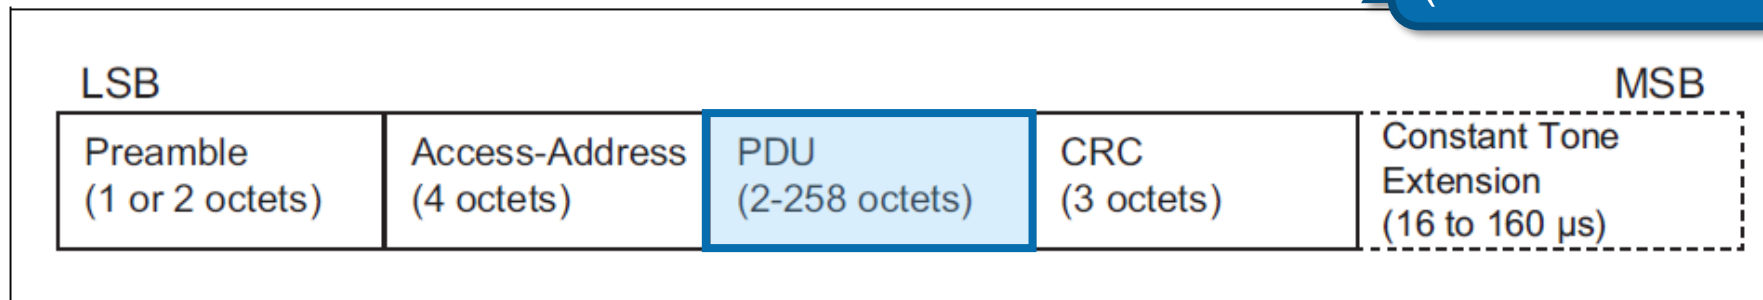 LSB
MSB
Preamble
(1 or 2 octets)
Access-Address
(4 octets)
PDU
(2-258 octets)
CRC
(3 octets)
Constant Tone
Extension
(16 to 160 µs)